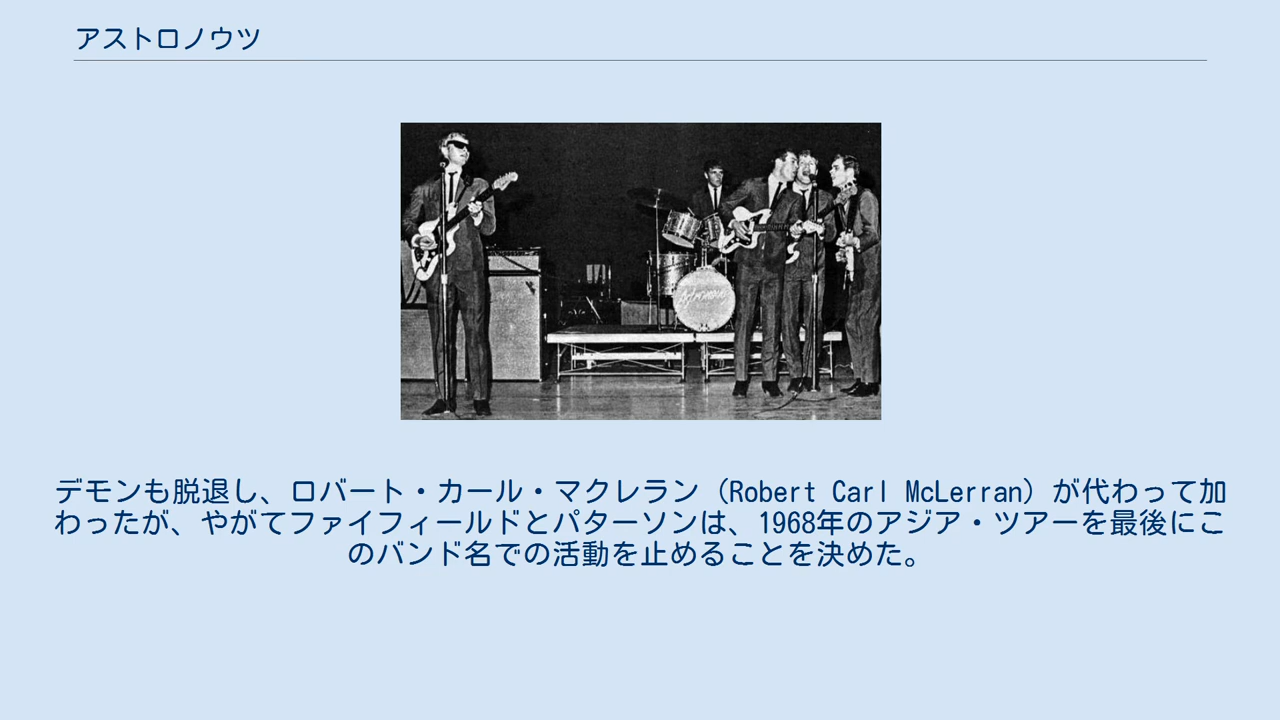 アストロノウツ
デモンも脱退し、ロバート・カール・マクレラン（Robert Carl McLerran）が代わって加
わったが、やがてファイフィールドとパターソンは、1968年のアジア・ツアーを最後にこ
のバンド名での活動を止めることを決めた。